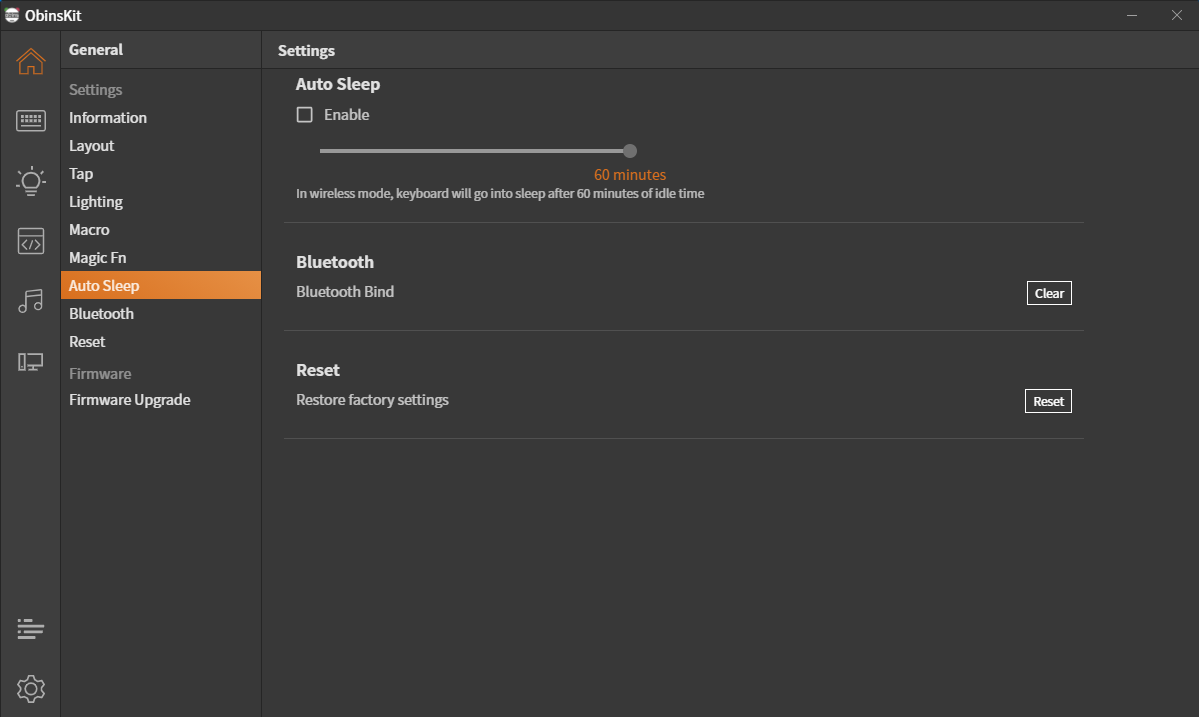 ObinsKit
General
Settings
Information
Layout
Tap
Lighting
Macro
Magic Fn
Auto Sleep
Bluetooth
Reset
Firmware
Firmware Upgrade
Settings
Auto Sleep
Enable
60 minutes
In wireless mode, keyboard will go into sleep after 60 minutes of idle time
Bluetooth
Bluetooth Bind
Clear
Reset
Restore factory settings
Reset